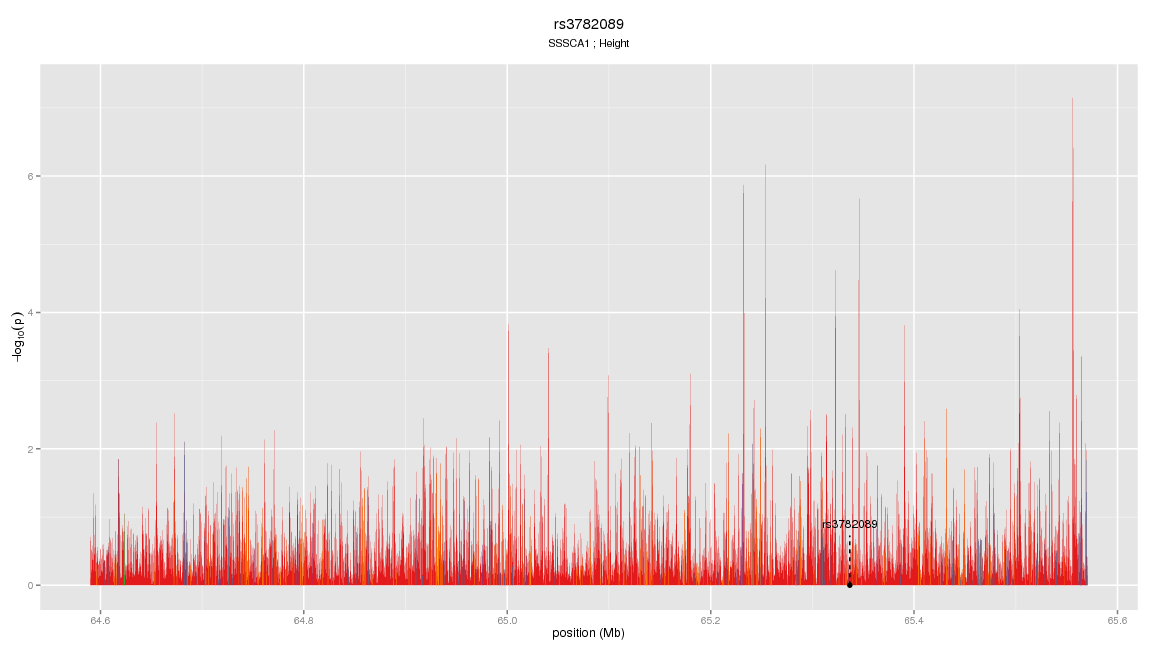 rs3782089
SSSCA1 ; Height
6
4
2
0
−log10(p)
rs3782089
64.6 64.8 65.0 65.2 65.4 65.6
position (Mb)